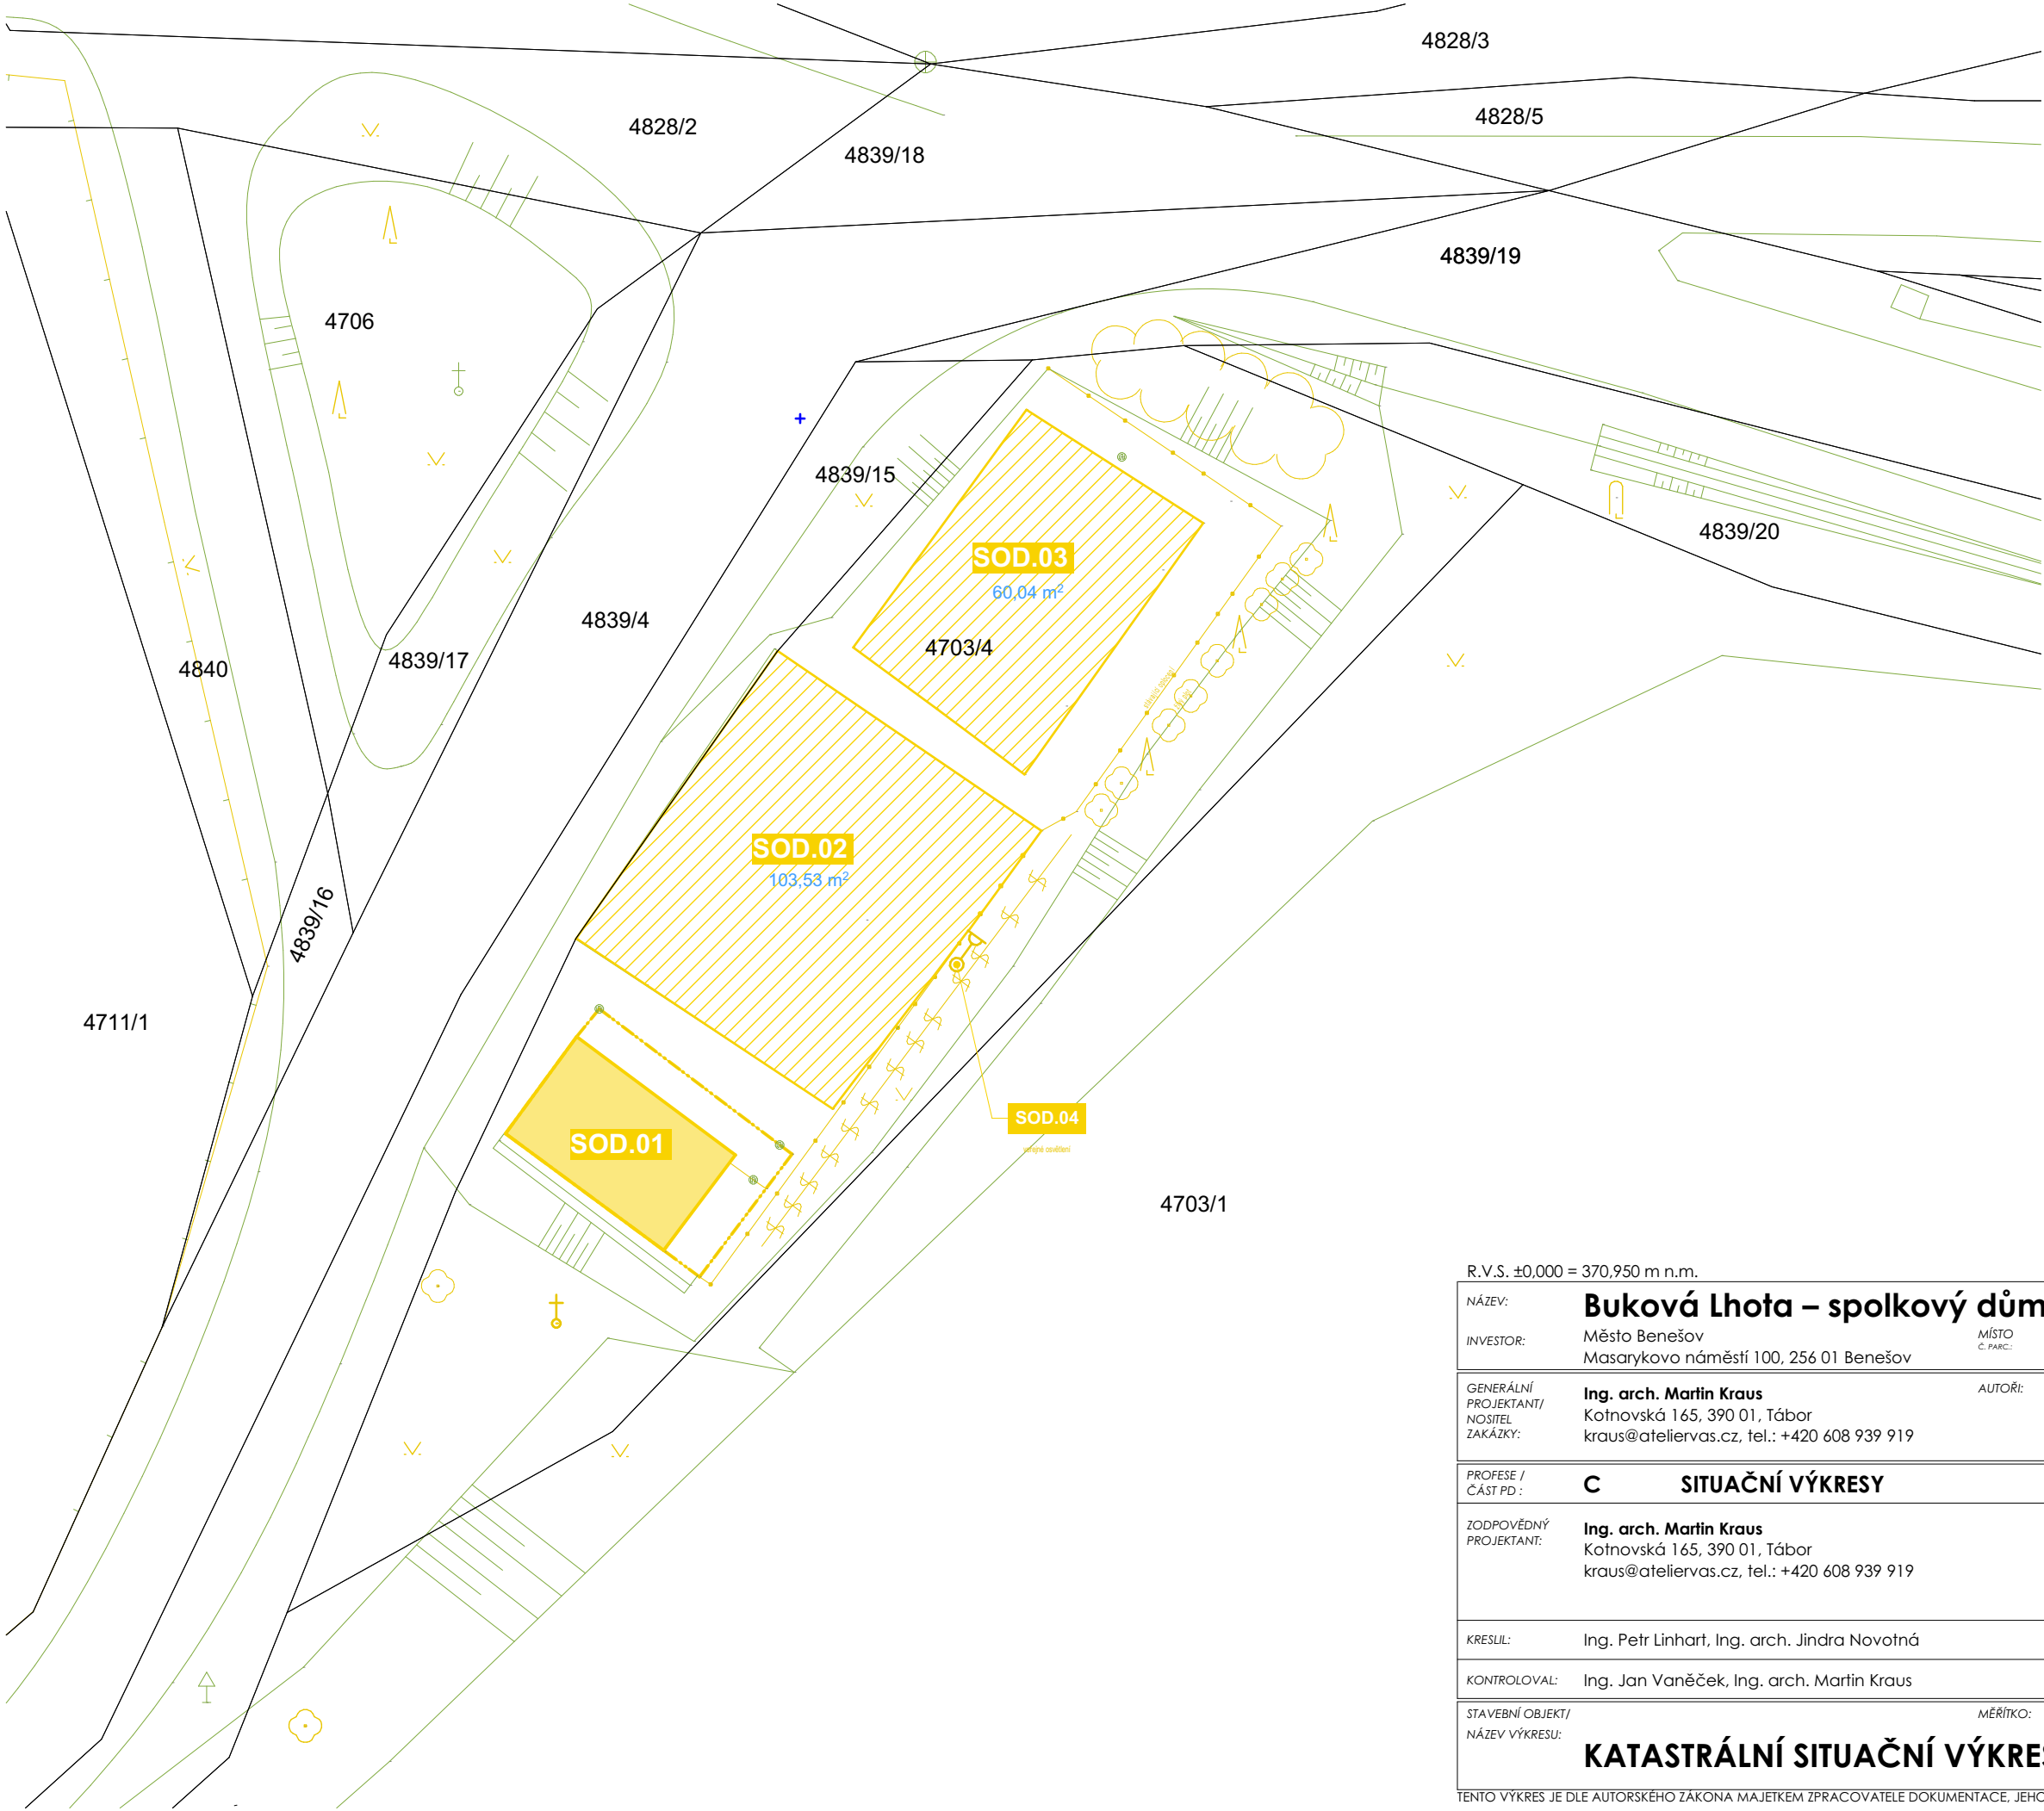 4828/3
4828/2
4828/5
4839/18
4839/19
4706
4839/15
4839/20
SOD.03
60,04 m²
4839/4
4703/4
4839/17
4840
SOD.02
103,53 m²
4839/16
4711/1
SOD.04
veřejné osvětlení
SOD.01
4703/1
R.V.S. ±0,000 = 370,950 m n.m.
NÁZEV: Buková Lhota – spolkový dům
INVESTOR: Město Benešov MÍSTO
Masarykovo náměstí 100, 256 01 Benešov Č. PARC.:
GENERÁLNÍ Ing. arch. Martin Kraus AUTOŘI:
PROJEKTANT/ Kotnovská 165, 390 01, Tábor
NOSITEL
ZAKÁZKY: kraus@ateliervas.cz, tel.: +420 608 939 919
PROFESE / C SITUAČNÍ VÝKRESY
ČÁST PD :
ZODPOVĚDNÝ Ing. arch. Martin Kraus
PROJEKTANT: Kotnovská 165, 390 01, Tábor
kraus@ateliervas.cz, tel.: +420 608 939 919
KRESLIL: Ing. Petr Linhart, Ing. arch. Jindra Novotná
KONTROLOVAL: Ing. Jan Vaněček, Ing. arch. Martin Kraus
STAVEBNÍ OBJEKT/ MĚŘÍTKO:
NÁZEV VÝKRESU:
KATASTRÁLNÍ SITUAČNÍ VÝKRES
TENTO VÝKRES JE DLE AUTORSKÉHO ZÁKONA MAJETKEM ZPRACOVATELE DOKUMENTACE, JEHO